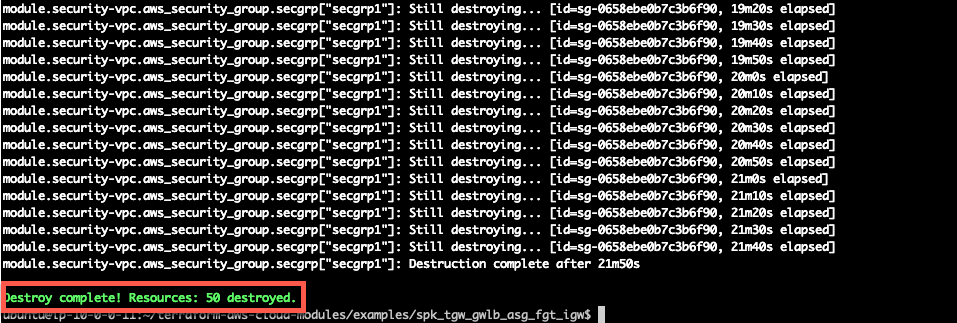 module.security-vpc.aws_security_group.secgrp["secgrp1"]: Still destroying... [id=sg-0658ebe0b7c3b6f90, 19m20s elapsed]
module.security-vpc.aws_security_group.secgrp["secgrp1"]: Still destroying... [id=sg-0658ebe0b7c3b6f90, 19m30s elapsed]
module.security-vpc.aws_security_group.secgrp["secgrp1"]: Still destroying... [id=sg-0658ebe0b7c3b6f90, 19m40s elapsed]
module.security-vpc.aws_security_group.secgrp["secgrp1"]: Still destroying... [id=sg-0658ebe0b7c3b6f90, 19m50s elapsed]
module.security-vpc.aws_security_group.secgrp["secgrp1"]: Still destroying... [id=sg-0658ebe0b7c3b6f90, 20m0s elapsed]
module.security-vpc.aws_security_group.secgrp["secgrp1"]: Still destroying... [id=sg-0658ebe0b7c3b6f90, 20m10s elapsed]
module.security-vpc.aws_security_group.secgrp["secgrp1"]: Still destroying... [id=sg-0658ebe0b7c3b6f90, 20m20s elapsed]
module.security-vpc.aws_security_group.secgrp["secgrp1"]: Still destroying... [id=sg-0658ebe0b7c3b6f90, 20m30s elapsed]
module.security-vpc.aws_security_group.secgrp["secgrp1"]: Still destroying... [id=sg-0658ebe0b7c3b6f90, 20m40s elapsed]
module.security-vpc.aws_security_group.secgrp["secgrp1"]: Still destroying... [id=sg-0658ebe0b7c3b6f90, 20m50s elapsed]
module.security-vpc.aws_security_group.secgrp["secgrp1"]: Still destroying... [id=sg-0658ebe0b7c3b6f90, 21m0s elapsed]
module.security-vpc.aws_security_group.secgrp["secgrp1"]: Still destroying... [id=sg-0658ebe0b7c3b6f90, 21m10s elapsed]
module.security-vpc.aws_security_group.secgrp["secgrp1"]: Still destroying... [id=sg-0658ebe0b7c3b6f90, 21m20s elapsed]
module.security-vpc.aws_security_group.secgrp["secgrp1"]: Still destroying... [id=sg-0658ebe0b7c3b6f90, 21m30s elapsed]
module.security-vpc.aws_security_group.secgrp["secgrp1"]: Still destroying... [id=sg-0658ebe0b7c3b6f90, 21m40s elapsed]
module.security-vpc.aws_security_group.secgrp["secgrp1"]: Destruction complete after 21m50s
Destroy complete! Resources: 50 destroyed.
ubuntu@ip-10-0-0-11:~/terraform-aws-cloud-modules/examples/spk_tgw_gwlb_asg_fgt_igw$